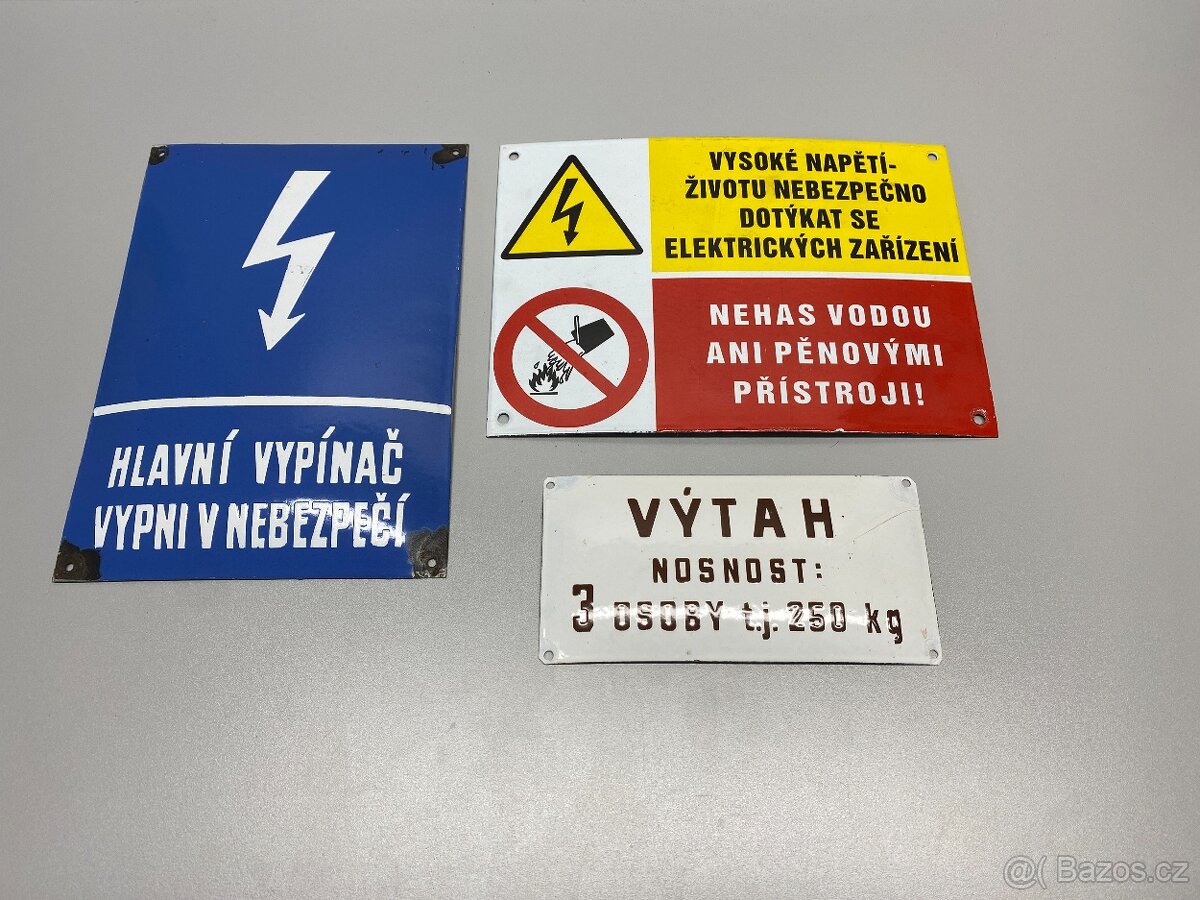 HLAVNÍ VYPÍNAČ
VYPNI V NEBEZPEČÍ
VYSOKÉ NAPĚTÍ-
ŽIVOTU NEBEZPEČNO
DOTÝKAT SE
ELEKTRICKÝCH ZAŘÍZENÍ
NEHAS VODOU
ANI PĚNOVÝMI
PŘÍSTROJI!
VÝTAH
NOSNOST:
3 OSOBY t.j. 250 kg
@( Bazos.cz